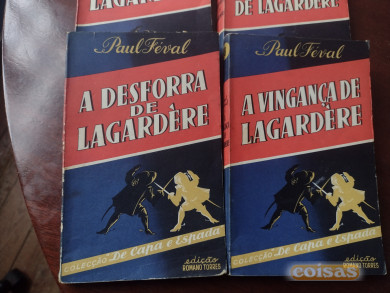 LAGARDÈRE
DE LAGARDÈRE
Paul Féval
A DESFORRA
DE
LAGARDÈRE
COLECÇÃO De Capa e Espada
edição
ROMANO TORRES
Paul Féval
A VINGANÇA DE
LAGARDÈRE
COLECÇÃO De Capa e Espada
edição
ROMANO TORRES
coisas